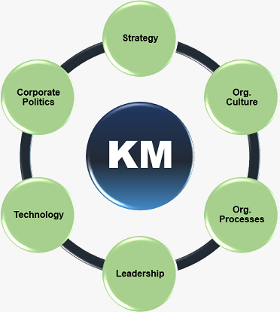 Strategy
Org.
Culture
Org.
Processes
Leadership
Technology
Corporate
Politics
KM